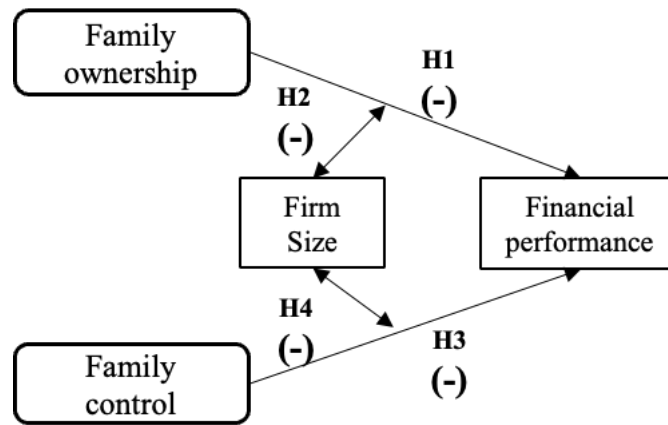 Family
ownership
H1
(-)
H2
(-)
Firm
Size
Financial
performance
H4
(-)
H3
(-)
Family
control